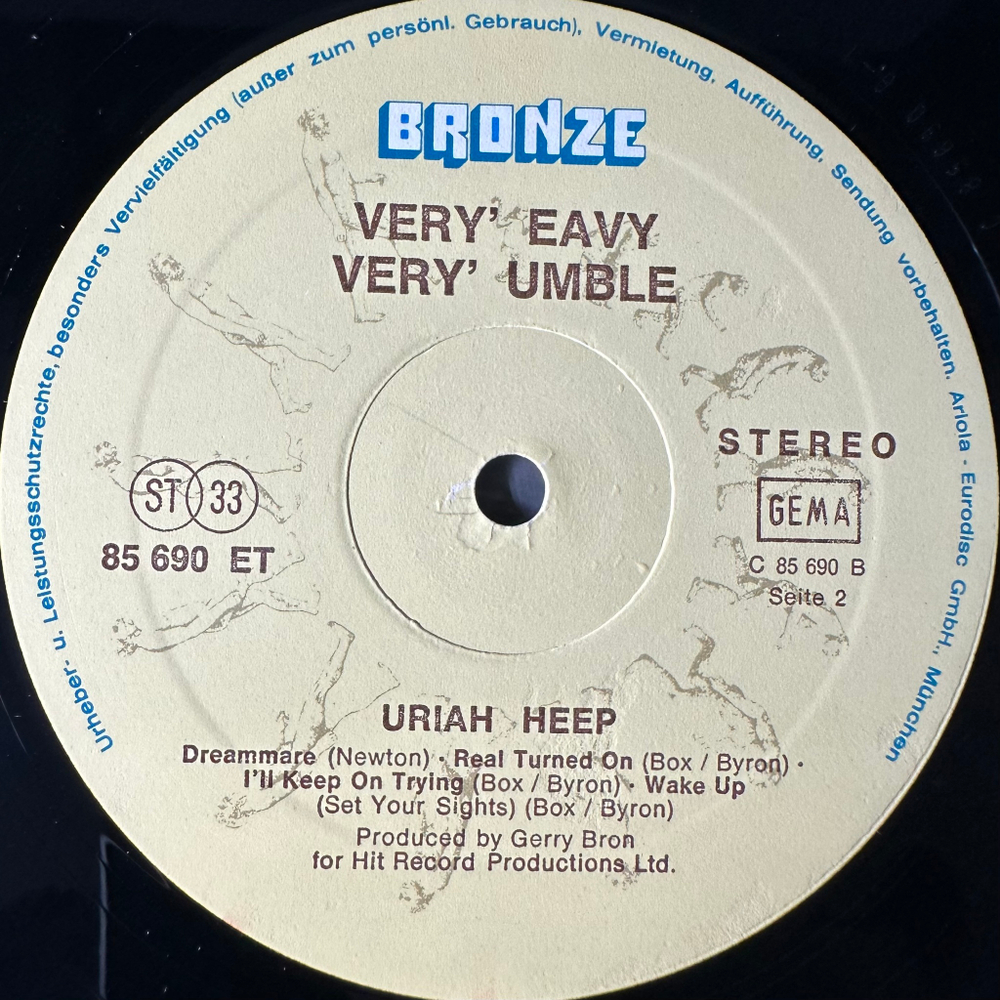 Urheber- u. Leistungsschutzrechte, besonders Vervielfältigung (außer zum persönl. Gebrauch), Vermietung, Aufführung, Sendung vorbehalten. Ariola - Eurodisc GmbH., München
BRONZE
VERY’ EAVY
VERY’ UMBLE
STEREO
ST 33
GEMA
85 690 ET
C 85 690 B
Seite 2
URIAH HEEP
Dreammare (Newton) · Real Turned On (Box / Byron) ·
I'll Keep On Trying (Box / Byron) · Wake Up
(Set Your Sights) (Box / Byron)
Produced by Gerry Bron
for Hit Record Productions Ltd.